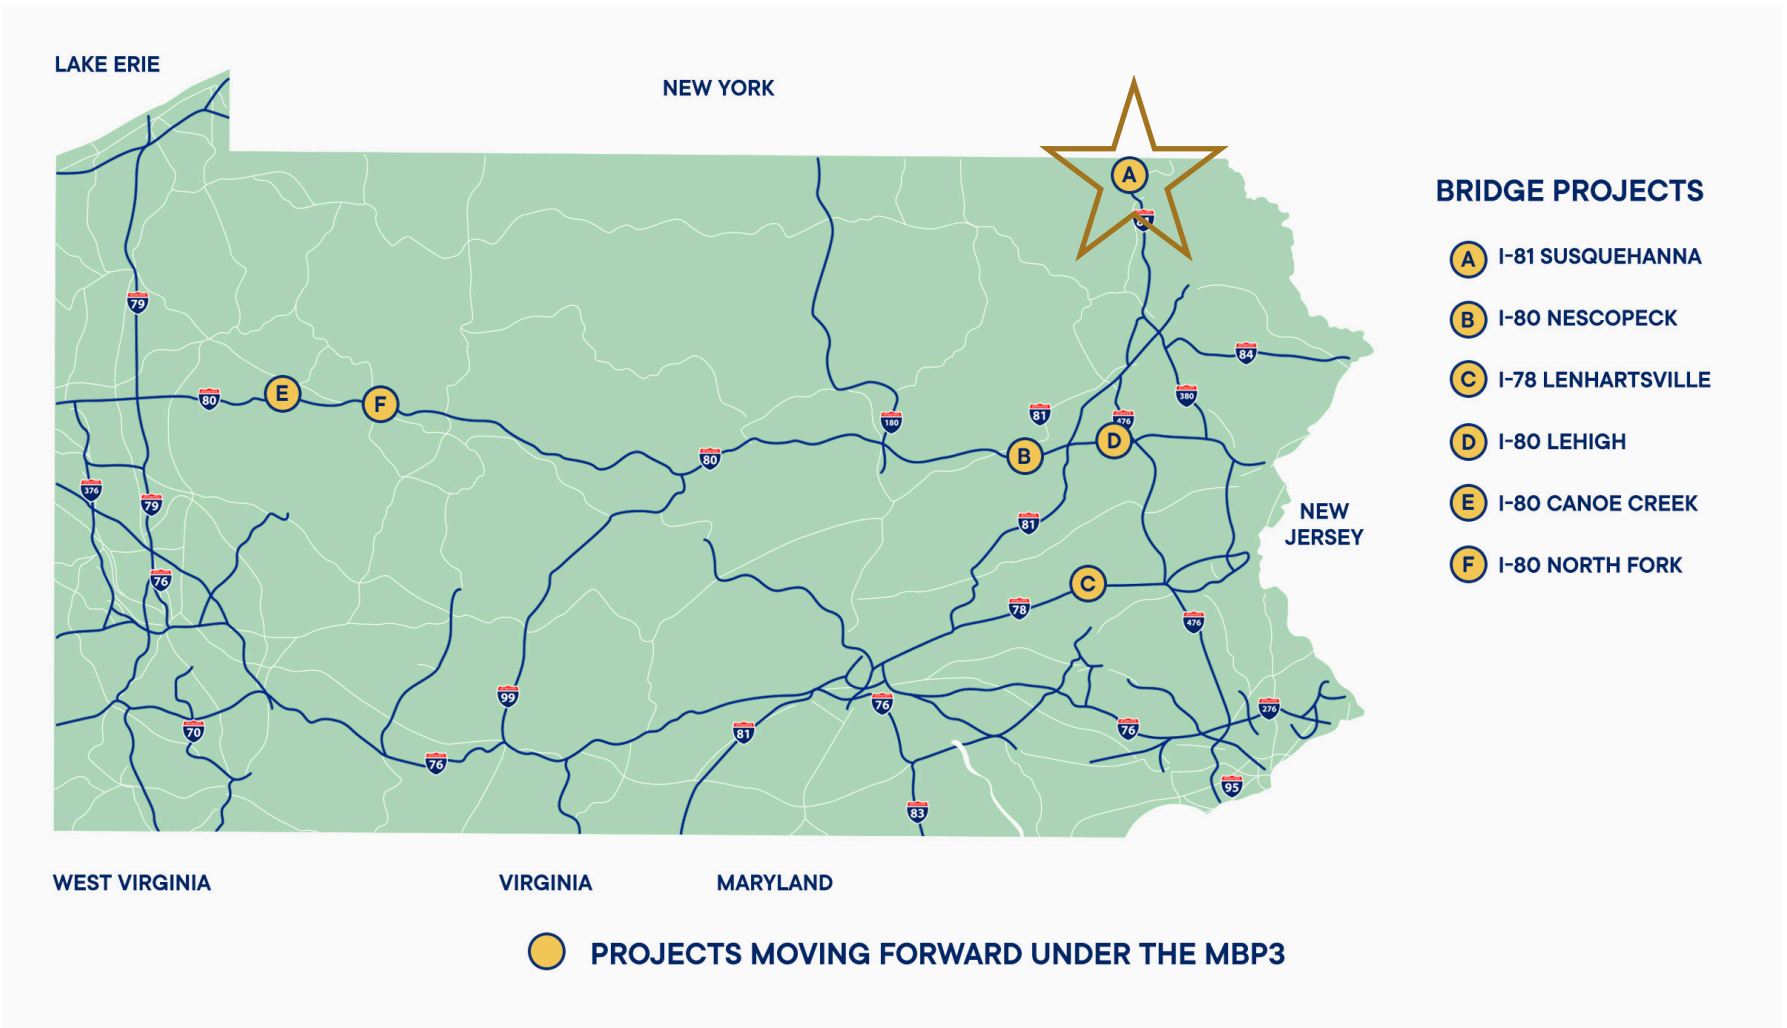 LAKE ERIE
NEW YORK
A
81
79
84
80
E
F
380
81
180
476
B
D
80
376
79
81
NEW
JERSEY
76
C
78
476
99
76
276
70
81
76
76
95
83
BRIDGE PROJECTS
A I-81 SUSQUEHANNA
B I-80 NESCOPECK
C I-78 LENHARTSVILLE
D I-80 LEHIGH
E I-80 CANOE CREEK
F I-80 NORTH FORK
WEST VIRGINIA
VIRGINIA
MARYLAND
PROJECTS MOVING FORWARD UNDER THE MBP3